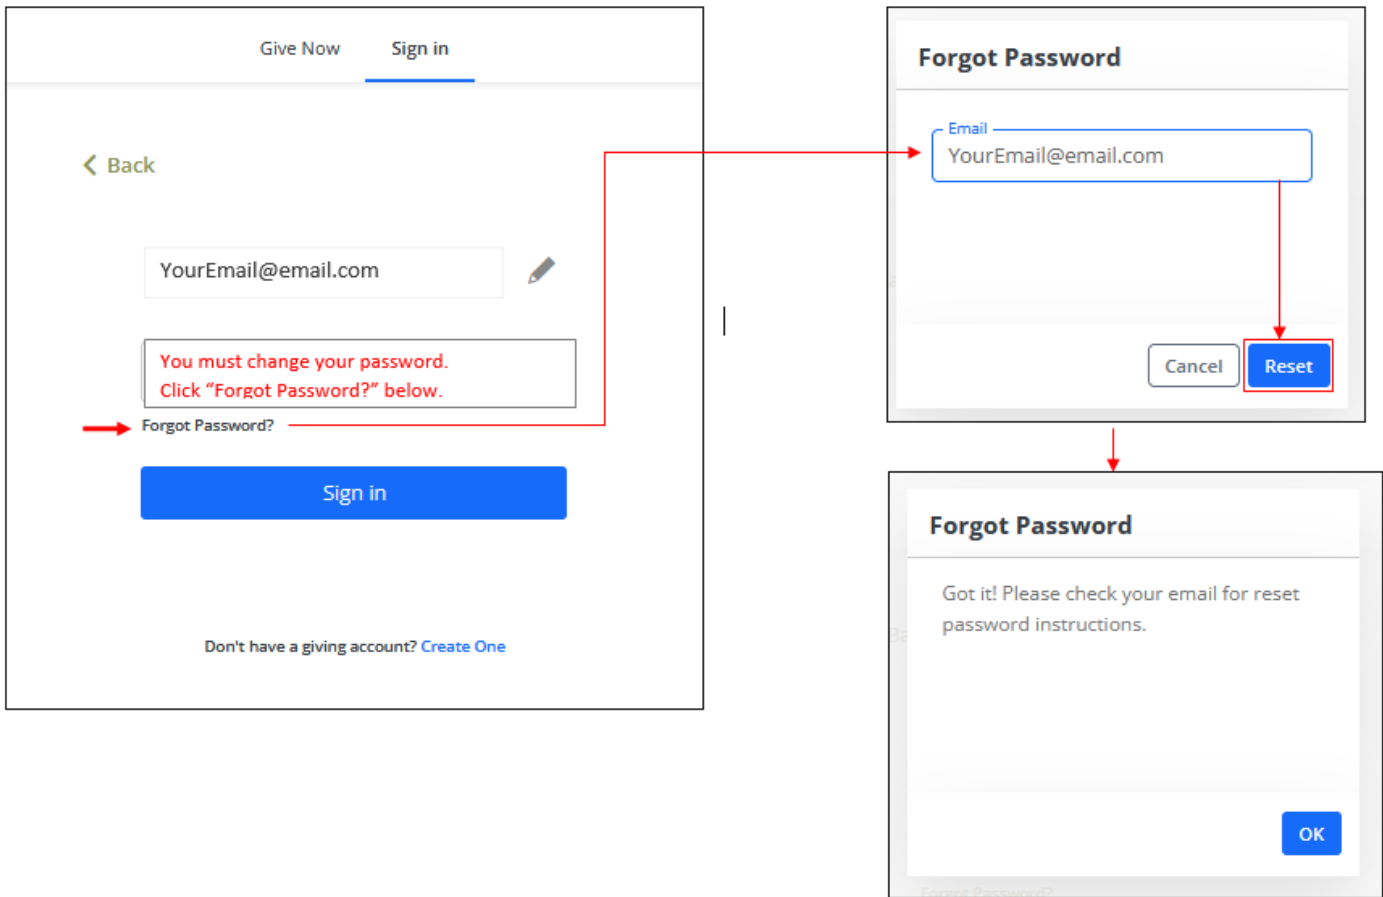 Give Now Sign in
Back
YourEmail@email.com
You must change your password.
Click “Forgot Password?” below.
Forgot Password?
Sign in
Don't have a giving account? Create One
Forgot Password
Email
YourEmail@email.com
Cancel Reset
Forgot Password
Got it! Please check your email for reset
password instructions.
OK
Forgot Password?